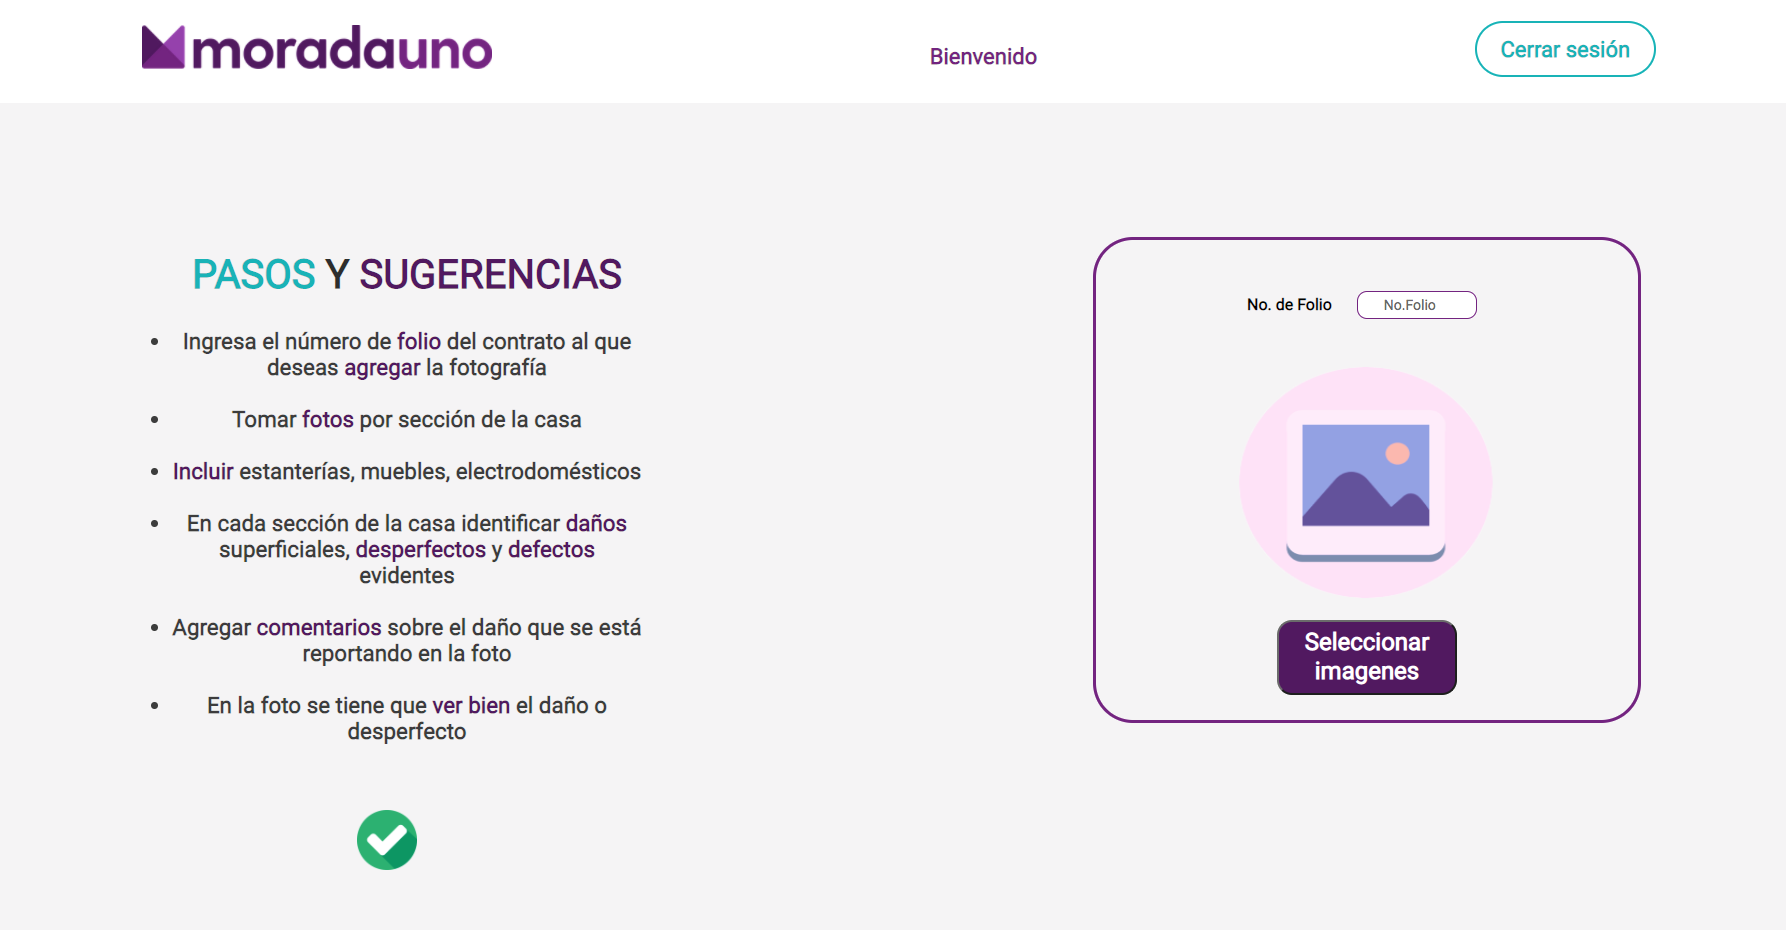 moradauno
Bienvenido
Cerrar sesión
PASOS Y SUGERENCIAS
• Ingresa el número de folio del contrato al que
deseas agregar la fotografía
• Tomar fotos por sección de la casa
• Incluir estanterías, muebles, electrodomésticos
• En cada sección de la casa identificar daños
superficiales, desperfectos y defectos
evidentes
• Agregar comentarios sobre el daño que se está
reportando en la foto
• En la foto se tiene que ver bien el daño o
desperfecto
No. de Folio
No.Folio
Seleccionar
imagenes